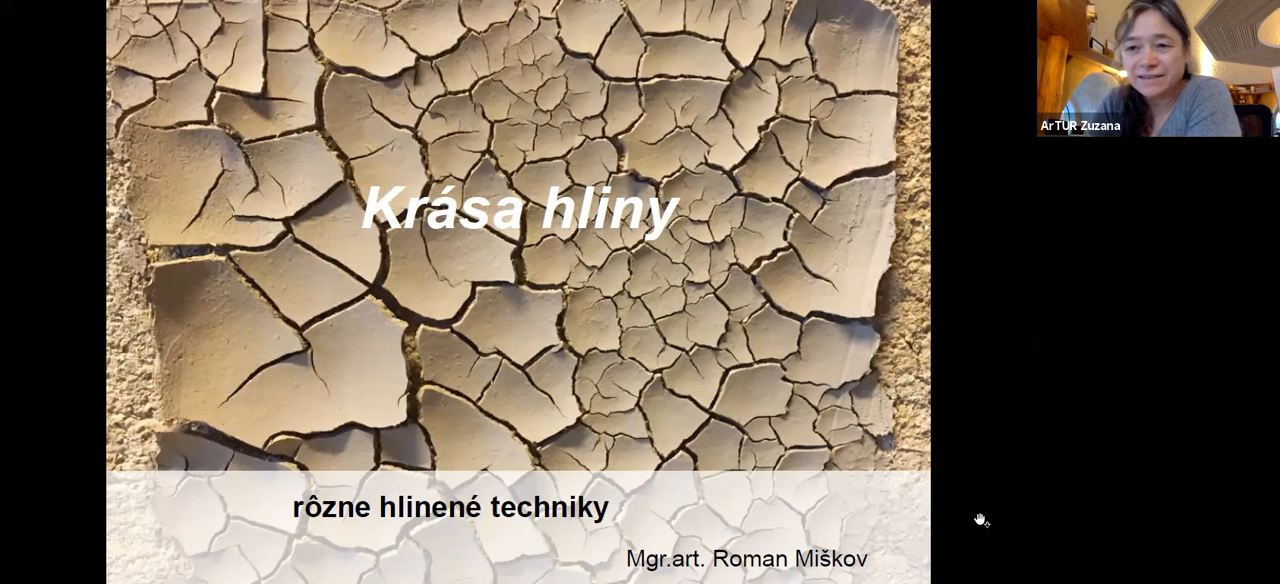 Krása hliny
rôzne hlinené techniky
Mgr.art. Roman Miškov
ArTUR Zuzana